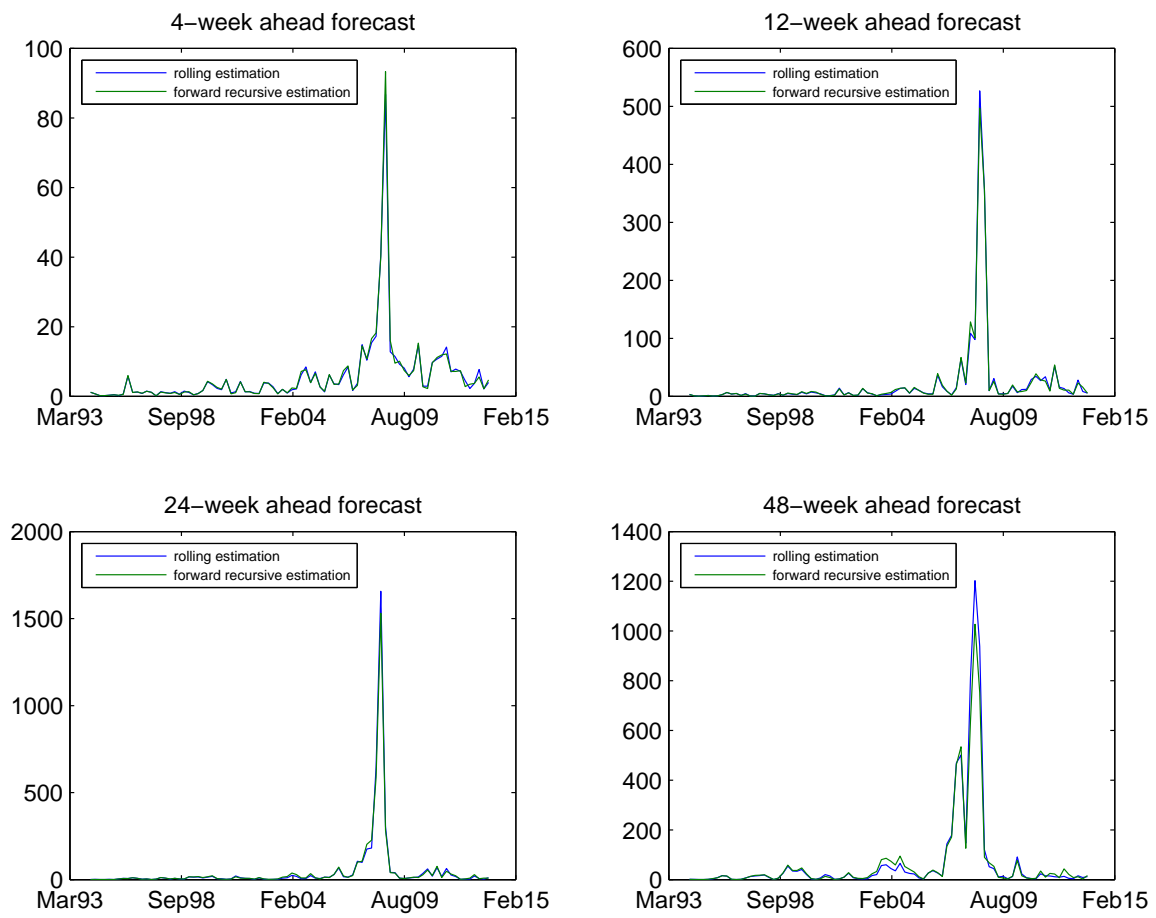 4−week ahead forecast
100
80
60
40
20
0
Mar93 Sep98 Feb04 Aug09 Feb15
rolling estimation
forward recursive estimation
12−week ahead forecast
600
500
400
300
200
100
0
Mar93 Sep98 Feb04 Aug09 Feb15
rolling estimation
forward recursive estimation
24−week ahead forecast
2000
1500
1000
500
0
Mar93 Sep98 Feb04 Aug09 Feb15
rolling estimation
forward recursive estimation
48−week ahead forecast
1400
1200
1000
800
600
400
200
0
Mar93 Sep98 Feb04 Aug09 Feb15
rolling estimation
forward recursive estimation